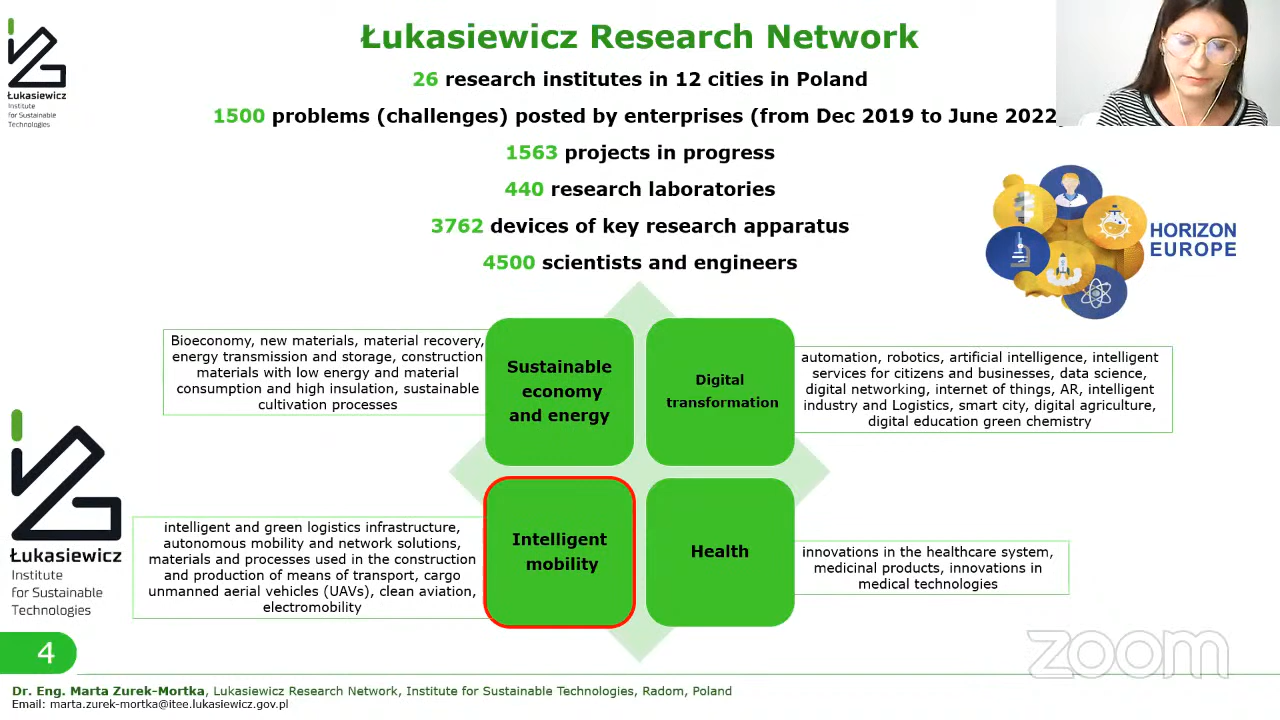 Łukasiewicz
Institute
for Sustainable
Technologies
Łukasiewicz Research Network
26 research institutes in 12 cities in Poland
1500 problems (challenges) posted by enterprises (from Dec 2019 to June 2022
1563 projects in progress
440 research laboratories
3762 devices of key research apparatus
4500 scientists and engineers
HORIZON
EUROPE
Bioeconomy, new materials, material recovery,
energy transmission and storage, construction
materials with low energy and material
consumption and high insulation, sustainable
cultivation processes
Sustainable
economy
and energy
Digital
transformation
automation, robotics, artificial intelligence, intelligent
services for citizens and businesses, data science,
digital networking, internet of things, AR, intelligent
industry and Logistics, smart city, digital agriculture,
digital education green chemistry
Łukasiewicz
Institute
for Sustainable
Technologies
intelligent and green logistics infrastructure,
autonomous mobility and network solutions,
materials and processes used in the construction
and production of means of transport, cargo
unmanned aerial vehicles (UAVs), clean aviation,
electromobility
Intelligent
mobility
Health
innovations in the healthcare system,
medicinal products, innovations in
medical technologies
4
zoom
Dr. Eng. Marta Zurek-Mortka, Lukasiewicz Research Network, Institute for Sustainable Technologies, Radom, Poland
Email: marta.zurek-mortka@itee.lukasiewicz.gov.pl